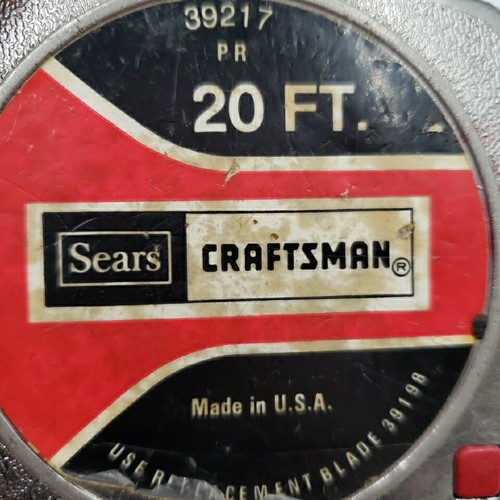 39217
PR
20 FT.
Sears CRAFTSMAN®
Made in U.S.A.
USE REPLACEMENT BLADE 39198